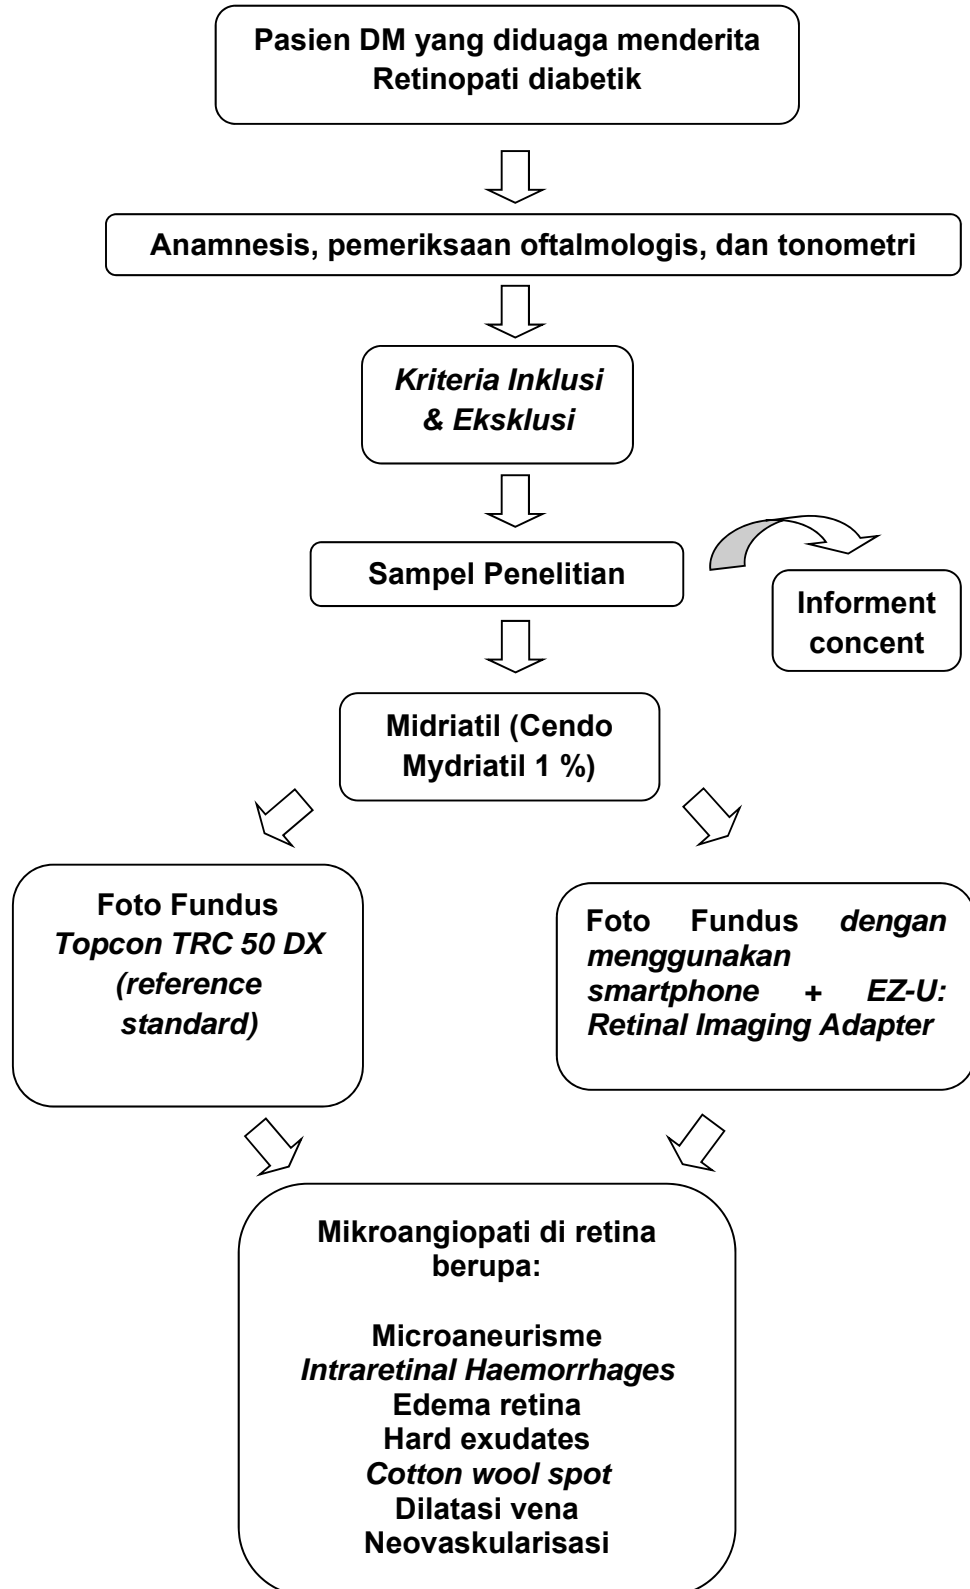 Pasien DM yang diduaga menderita
Retinopati diabetik
Anamnesis, pemeriksaan oftalmologis, dan tonometri
Kriteria Inklusi
& Eksklusi
Sampel Penelitian
Informent
concent
Midriatil (Cendo
Mydriatil 1 %)
Foto Fundus
Topcon TRC 50 DX
(reference
standard)
Foto Fundus dengan
menggunakan
smartphone + EZ-U:
Retinal Imaging Adapter
Mikroangiopati di retina
berupa:
Microaneurisme
Intraretinal Haemorrhages
Edema retina
Hard exudates
Cotton wool spot
Dilatasi vena
Neovaskularisasi